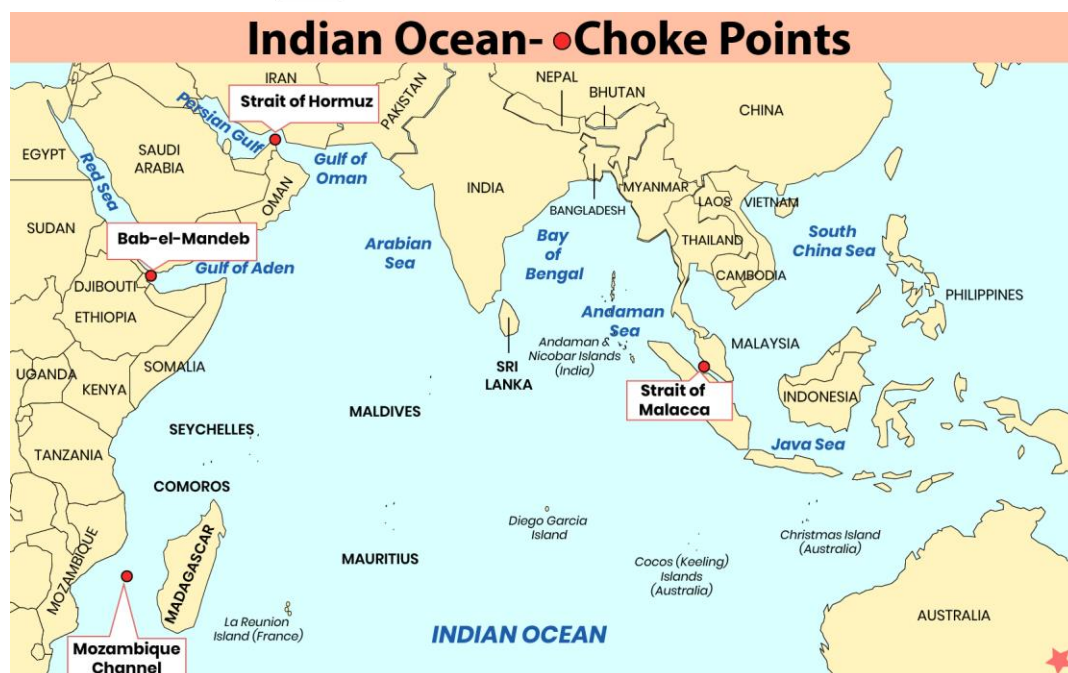 Indian Ocean- Choke Points
NEPAL
IRAN
BHUTAN
Strait of Hormuz
PAKISTAN
CHINA
Persian Gulf
EGYPT
SAUDI
ARABIA
Red Sea
Gulf of
Oman
OMAN
INDIA
MYANMAR
LAOS
VIETNAM
BANGLADESH
SUDAN
Bab-el-Mandeb
Arabian
Sea
Bay
of
Bengal
THAILAND
South
China Sea
Gulf of Aden
CAMBODIA
DJIBOUTI
PHILIPPINES
ETHIOPIA
Andaman
Sea
Andaman &
Nicobar Islands
(India)
MALAYSIA
SOMALIA
SRI
LANKA
UGANDA
KENYA
Strait of
Malacca
INDONESIA
MALDIVES
SEYCHELLES
Java Sea
TANZANIA
COMOROS
Diego Garcia
Island
Christmas Island
(Australia)
MOZAMBIQUE
MADAGASCAR
MAURITIUS
Cocos (Keeling)
Islands
(Australia)
La Reunion
Island (France)
INDIAN OCEAN
AUSTRALIA
Mozambique
Channel